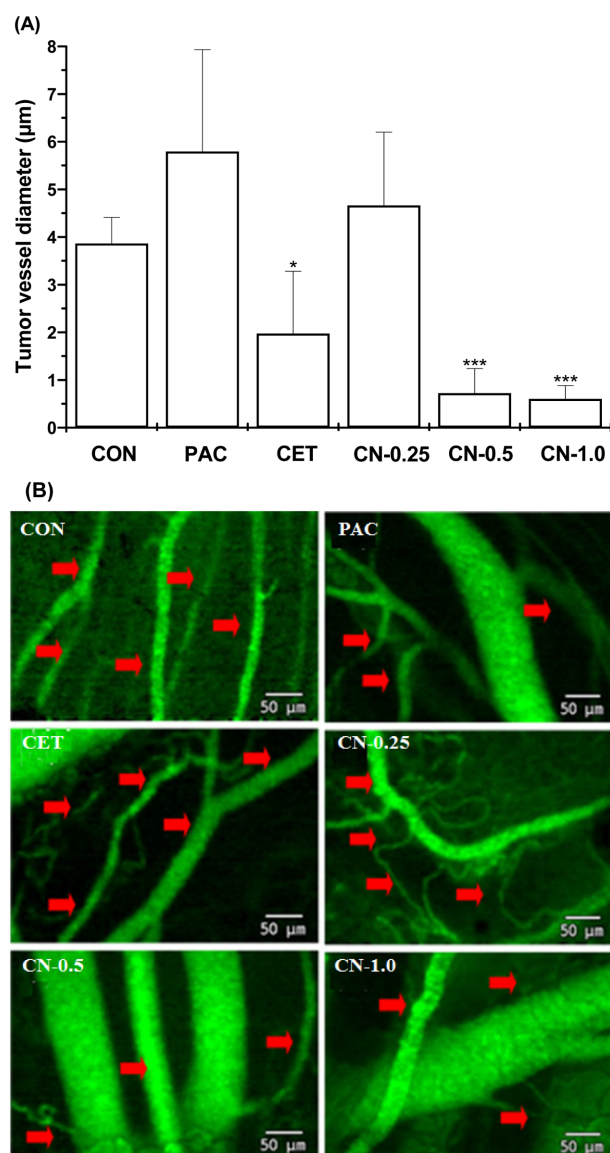 (A)
Tumor vessel diameter (μm)
8
7
6
5
4
3
2
1
0
*
***
***
CON PAC CET CN-0.25 CN-0.5 CN-1.0
(B)
CON
50 μm
PAC
50 μm
CET
50 μm
CN-0.25
50 μm
CN-0.5
50 μm
CN-1.0
50 μm